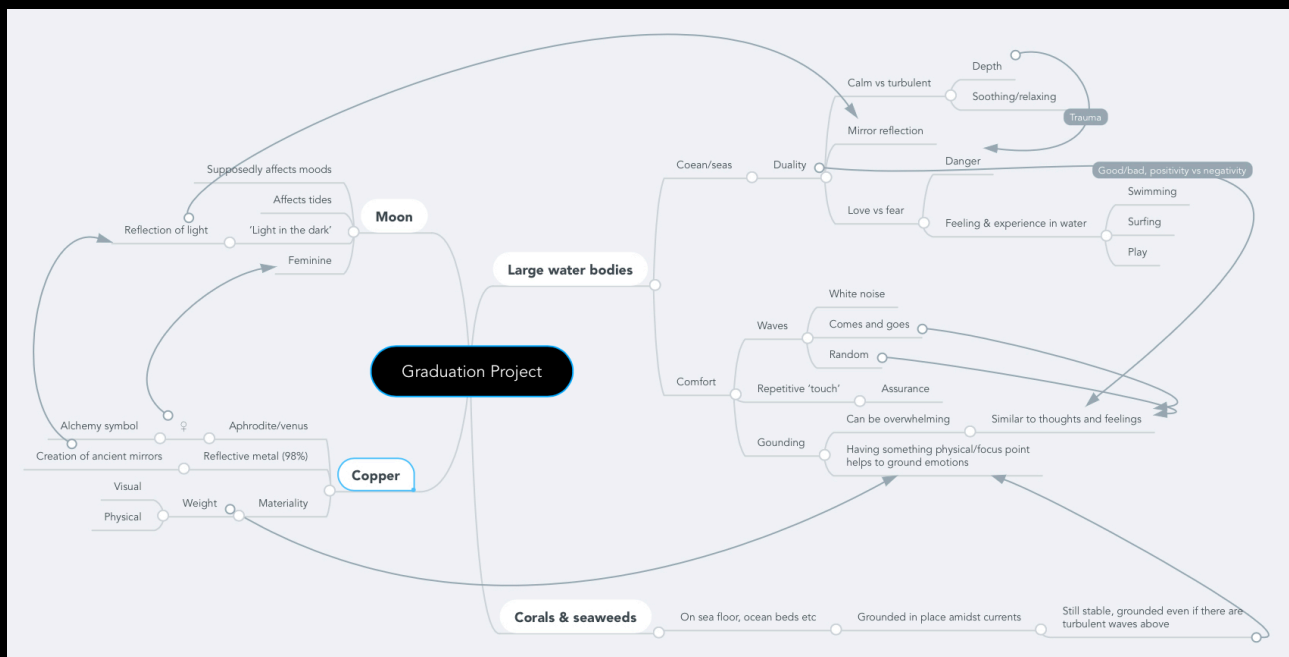 Graduation Project
Moon
Supposedly affects moods
Affects tides
'Light in the dark'
Reflection of light
Feminine
Copper
Aphrodite/venus
♀
Alchemy symbol
Reflective metal (98%)
Creation of ancient mirrors
Materiality
Weight
Visual
Physical
Large water bodies
Coean/seas
Duality
Calm vs turbulent
Depth
Soothing/relaxing
Trauma
Mirror reflection
Love vs fear
Danger
Good/bad, positivity vs negativity
Feeling & experience in water
Swimming
Surfing
Play
Comfort
Waves
White noise
Comes and goes
Random
Repetitive 'touch'
Assurance
Gounding
Can be overwhelming
Similar to thoughts and feelings
Having something physical/focus point
helps to ground emotions
Corals & seaweeds
On sea floor, ocean beds etc
Grounded in place amidst currents
Still stable, grounded even if there are
turbulent waves above